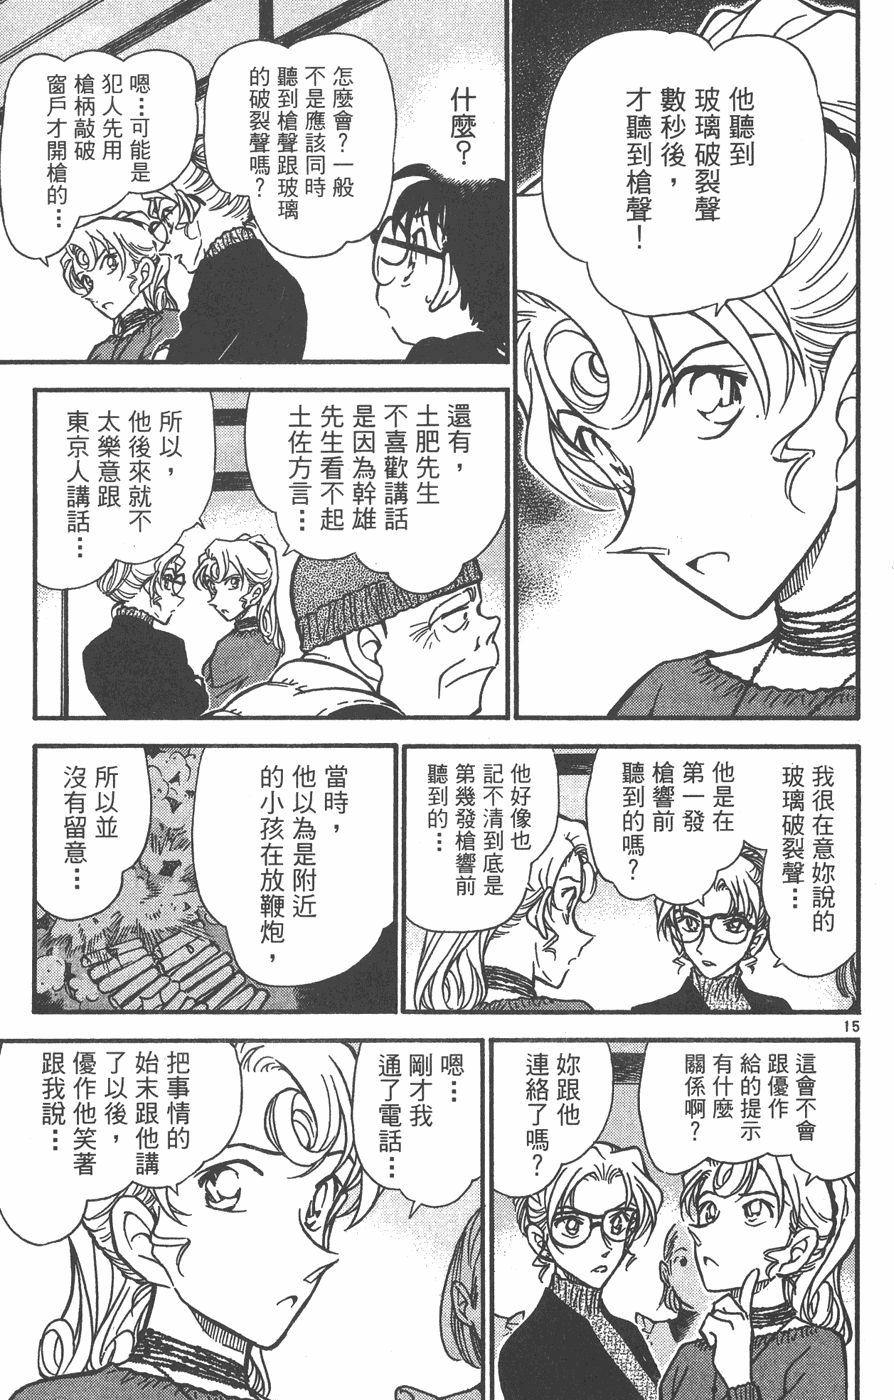 他聽到
玻璃破裂聲
數秒後，
才聽到槍聲！
什麼？
怎麼會？一般
不是應該同時
聽到槍聲跟玻璃
的破裂聲嗎？
嗯…可能是
犯人先用
槍柄敲破
窗戶才開槍的…
還有，
土肥先生
不喜歡講話
是因為幹雄
先生看不起
土佐方言…
所以，
他後來就不
太樂意跟
東京人講話…
我很在意妳說的
玻璃破裂聲…
他是在
第一發
槍響前
聽到的嗎？
他好像也
記不清到底是
第幾發槍響前
聽到的…
當時，
他以為是附近
的小孩在放鞭炮，
所以並
沒有留意…
15
這會不會
跟優作
給的提示
有什麼
關係啊？
妳跟他
連絡了嗎？
嗯…
剛才我
通了電話…
把事情的
始末跟他講
了以後，
優作他笑著
跟我說…